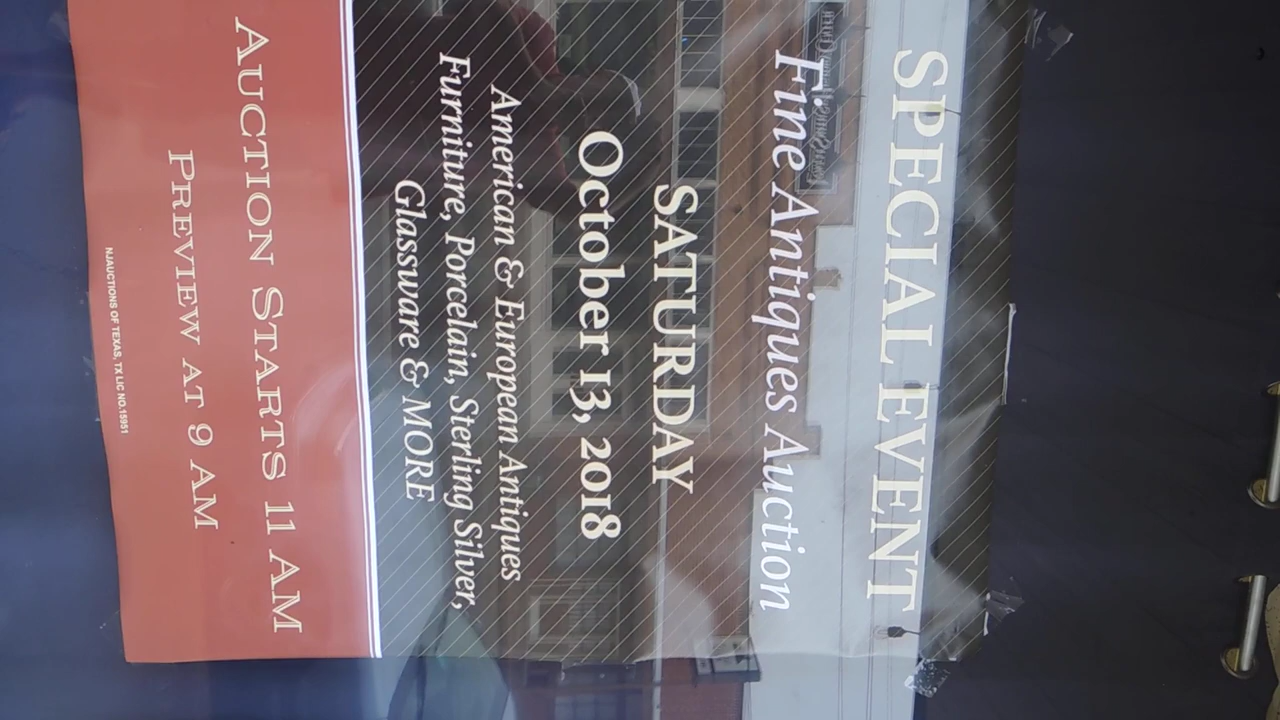 SPECIAL EVENT
Fine Antiques Auction
SATURDAY
October 13, 2018
American & European Antiques
Furniture, Porcelain, Sterling Silver,
Glassware & MORE
AUCTION STARTS 11 AM
PREVIEW AT 9 AM
NJAUCTIONS OF TEXAS, TX LIC NO.15951